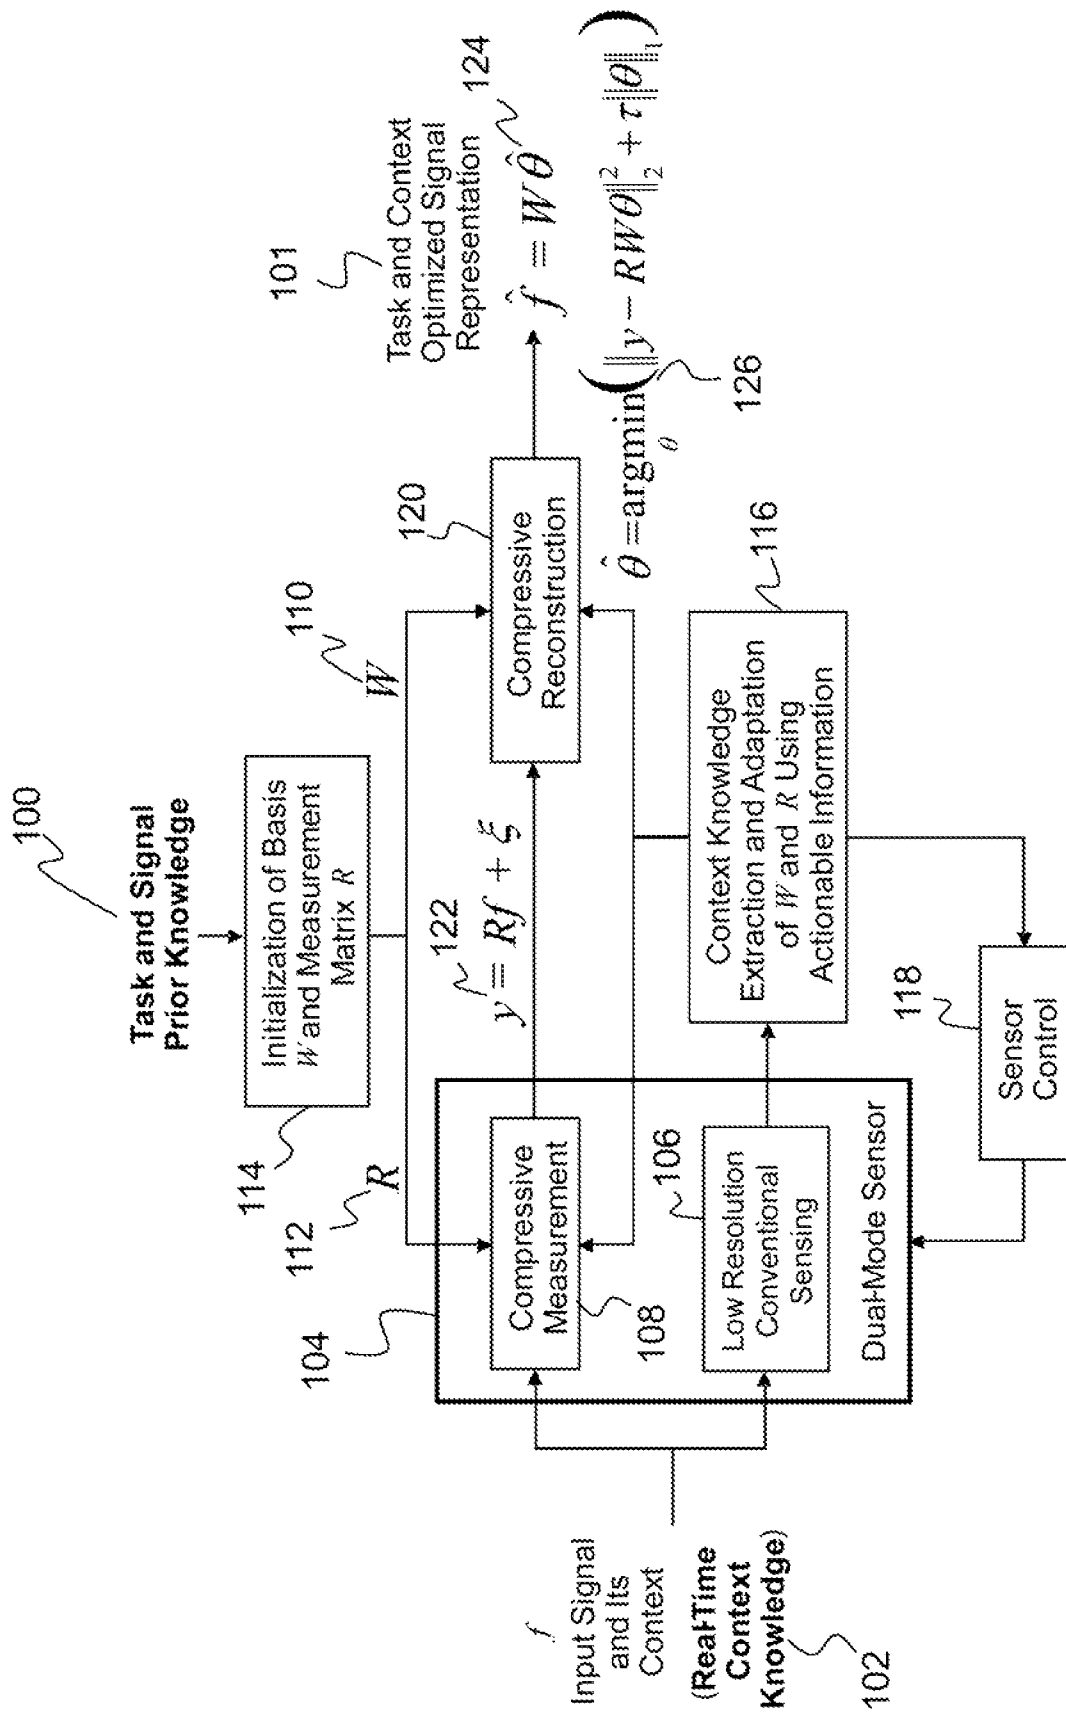 100
Task and Signal
Prior Knowledge
114
Initialization of Basis
W and Measurement
Matrix R
112
R
110
W
101
Task and Context
Optimized Signal
Representation
104
Compressive
Measurement
108
122
y = Rf + ξ
120
Compressive
Reconstruction
f̂ = Wθ̂
124
θ̂ = argmin ( ‖y − RWθ‖₂² + τ‖θ‖₁ )
θ
126
f
Input Signal
and Its
Context
(Real-Time
Context
Knowledge)
102
106
Low Resolution
Conventional
Sensing
Dual-Mode Sensor
116
Context Knowledge
Extraction and Adaptation
of W and R Using
Actionable Information
118
Sensor
Control